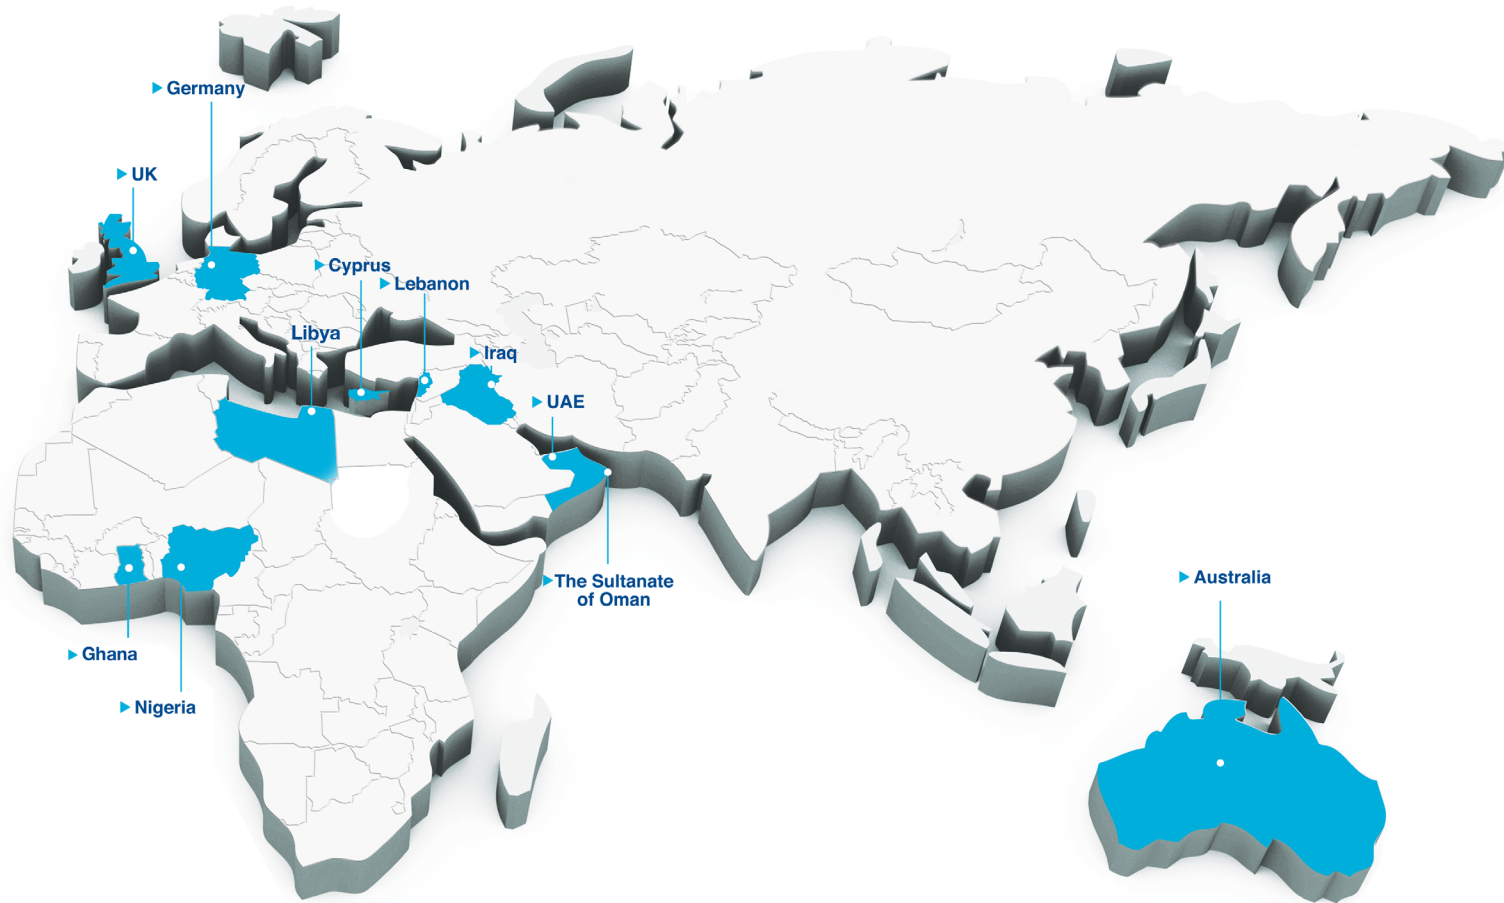 Germany
UK
Cyprus
Lebanon
Libya
Iraq
UAE
The Sultanate
of Oman
Australia
Ghana
Nigeria